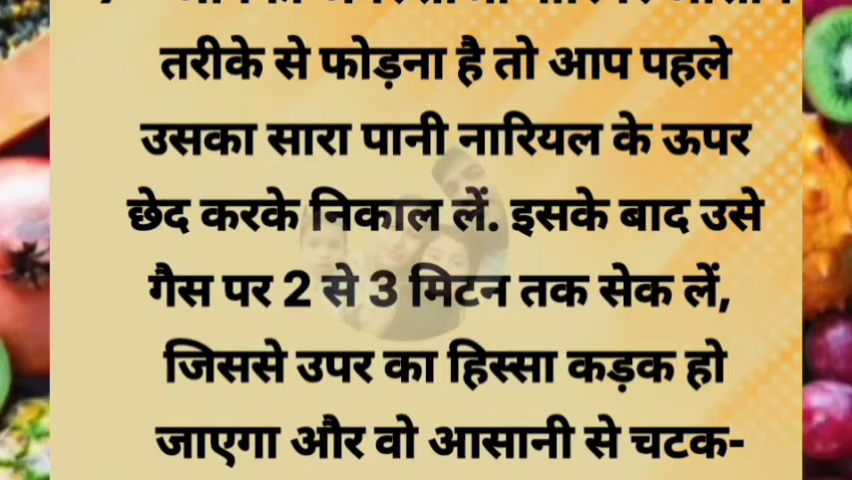 तरीके से फोड़ना है तो आप पहले
उसका सारा पानी नारियल के ऊपर
छेद करके निकाल लें. इसके बाद उसे
गैस पर 2 से 3 मिटन तक सेक लें,
जिससे उपर का हिस्सा कड़क हो
जाएगा और वो आसानी से चटक-